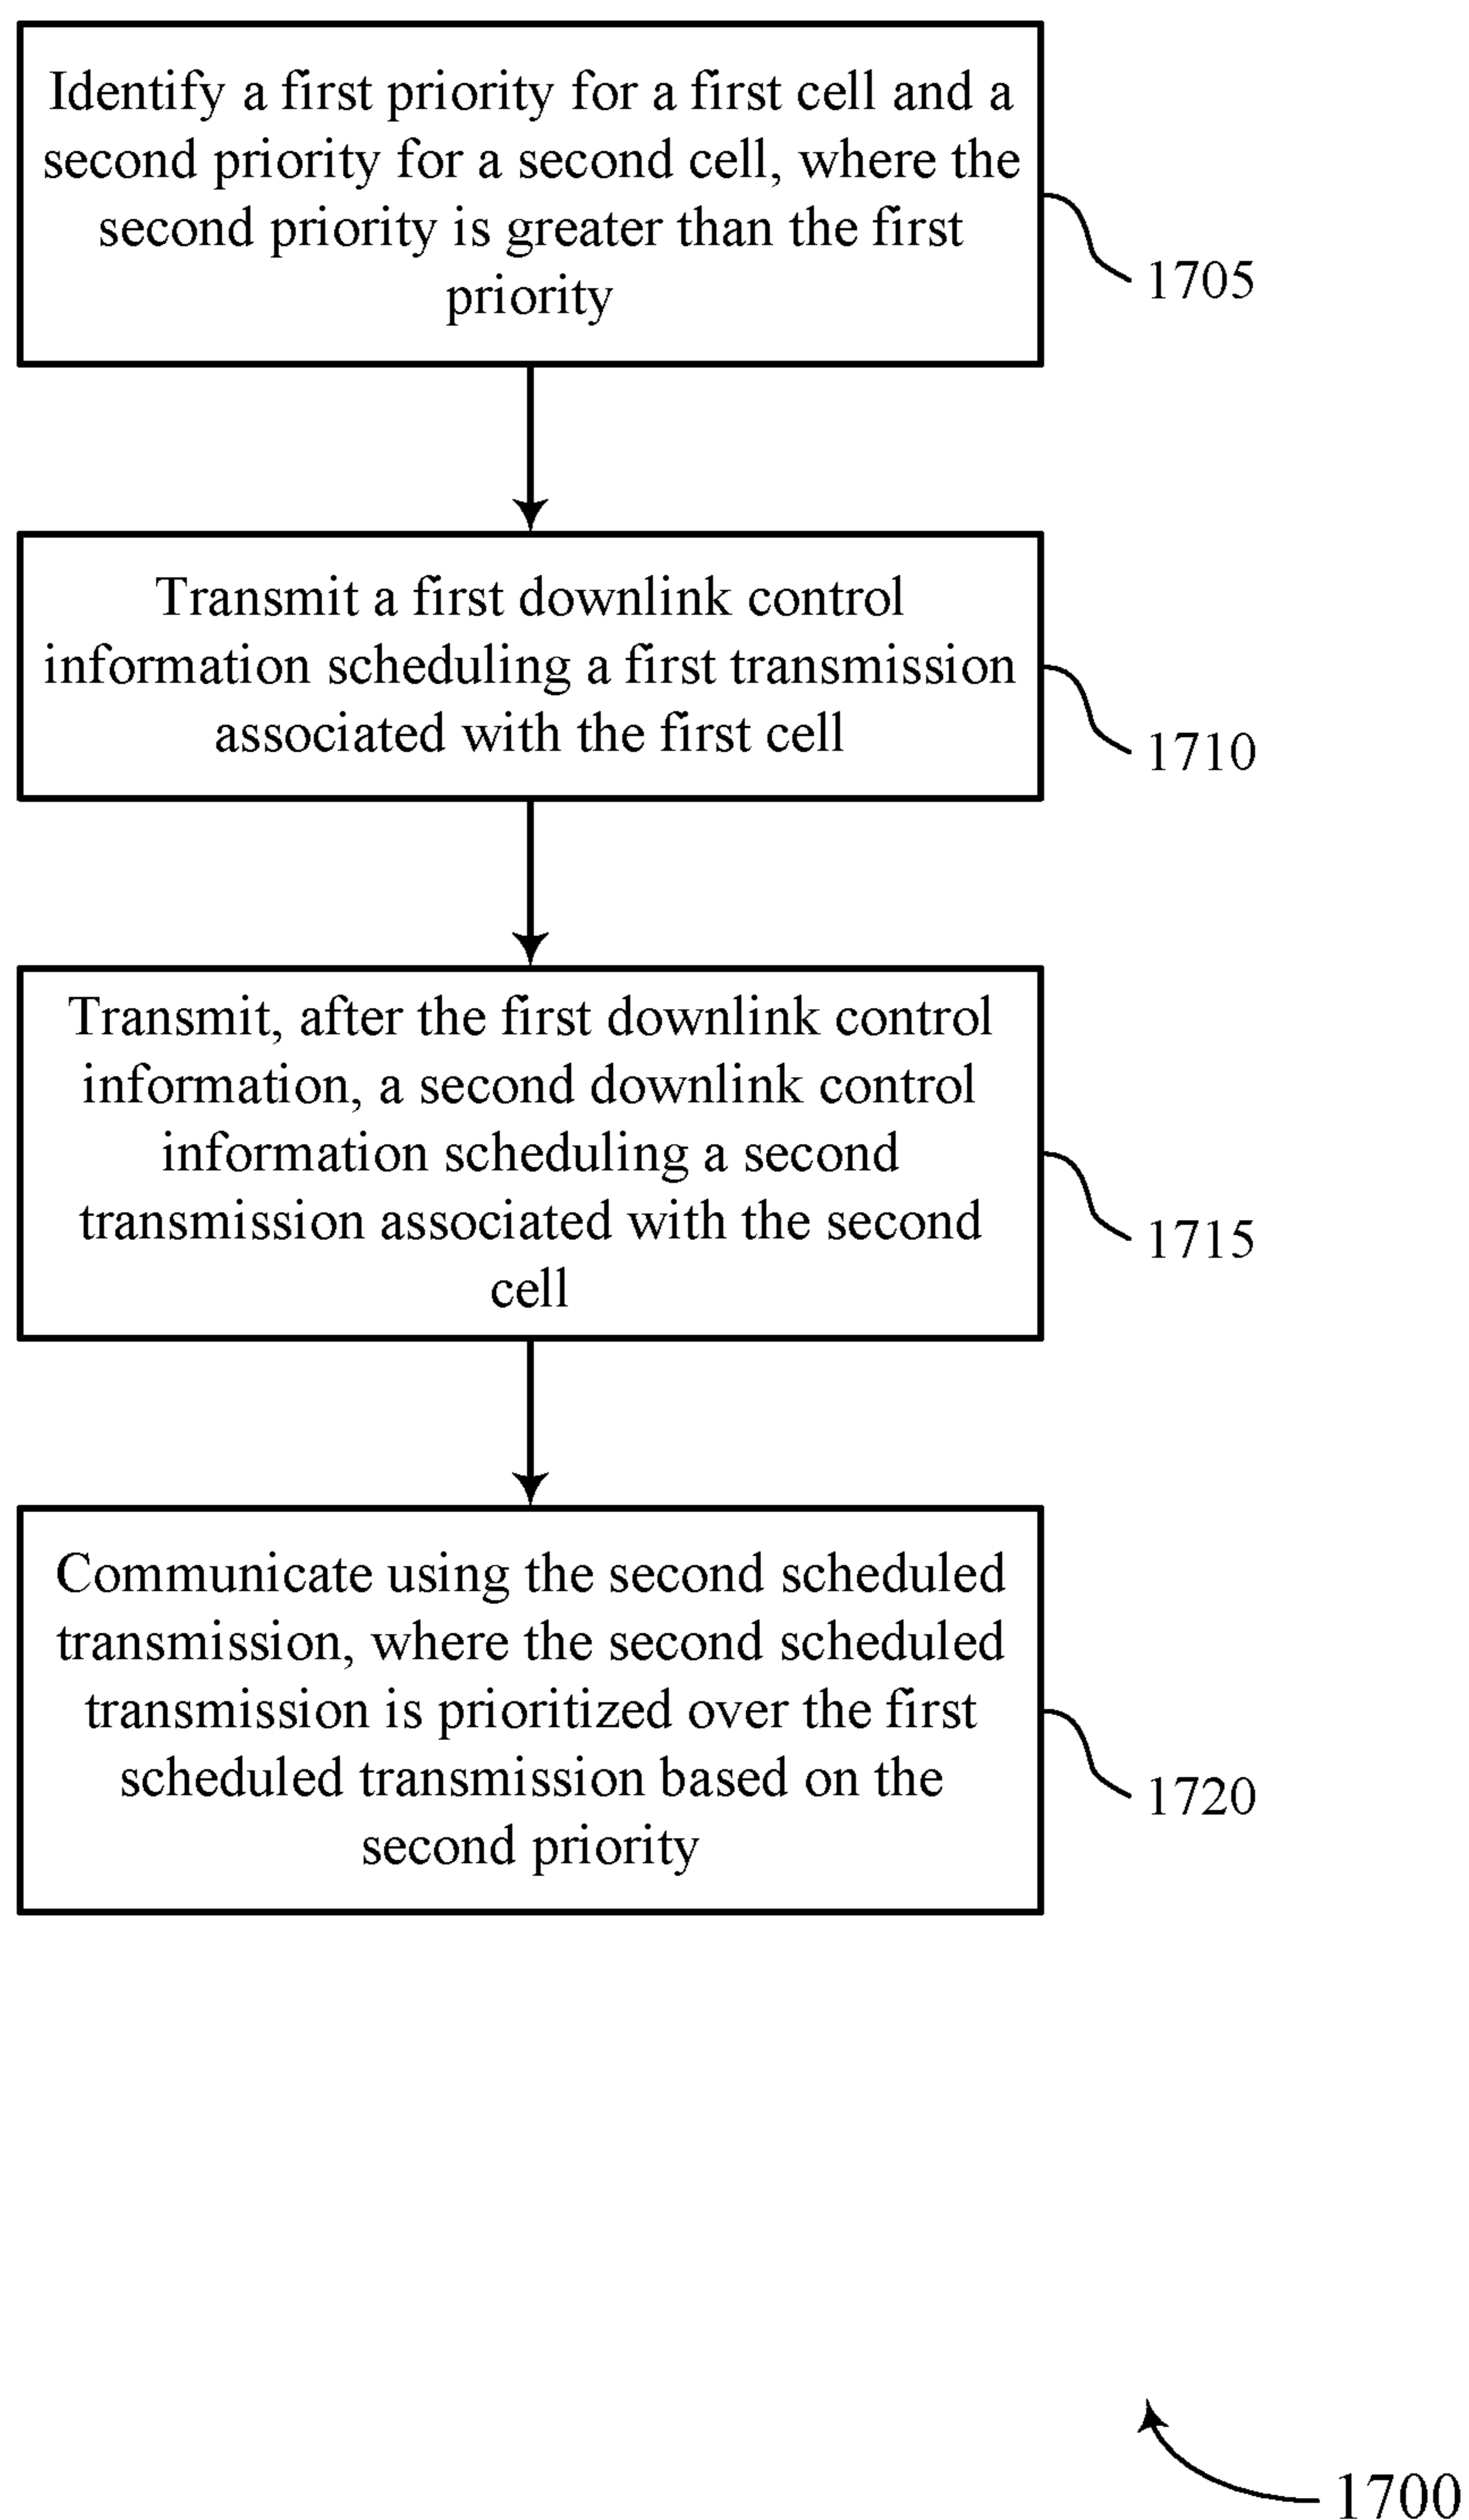 Identify a first priority for a first cell and a
second priority for a second cell, where the
second priority is greater than the first
priority
1705
Transmit a first downlink control
information scheduling a first transmission
associated with the first cell
1710
Transmit, after the first downlink control
information, a second downlink control
information scheduling a second
transmission associated with the second
cell
1715
Communicate using the second scheduled
transmission, where the second scheduled
transmission is prioritized over the first
scheduled transmission based on the
second priority
1720
1700